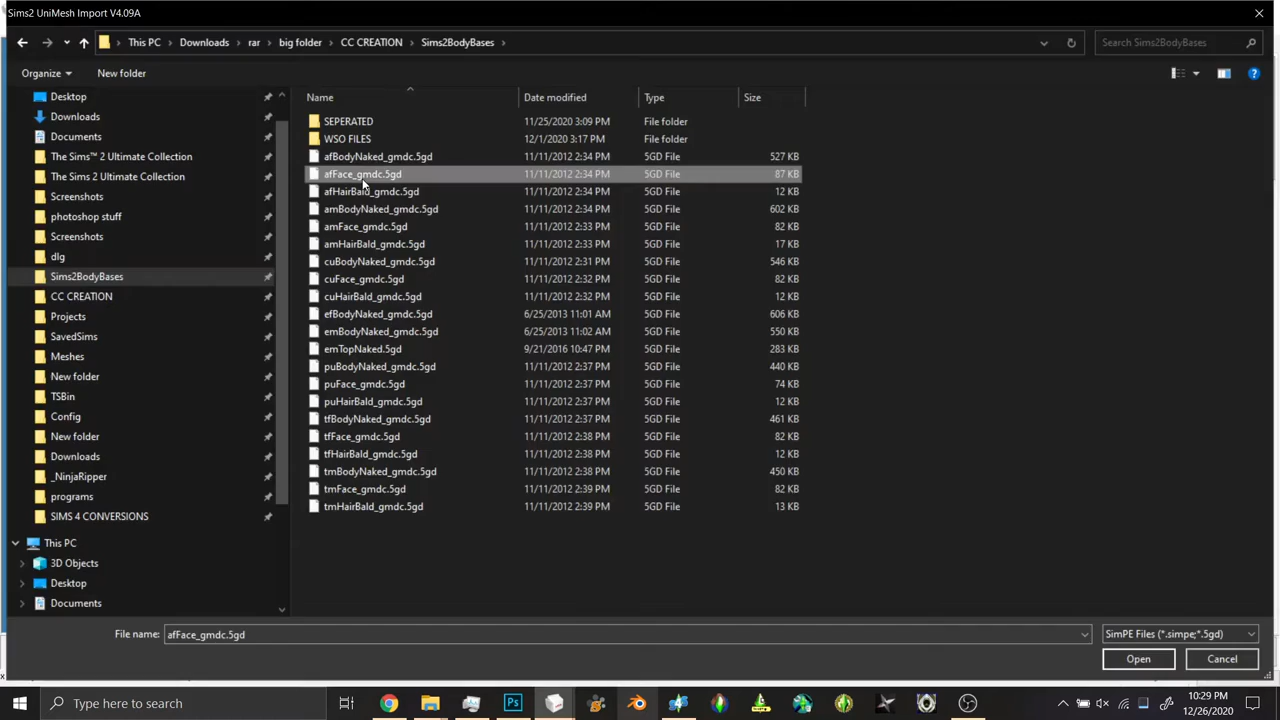 Sims2 UniMesh Import V4.09A
This PC > Downloads > rar > big folder > CC CREATION > Sims2BodyBases >
Search Sims2BodyBases
Organize
New folder
Desktop
Downloads
Documents
The Sims™ 2 Ultimate Collection
The Sims 2 Ultimate Collection
Screenshots
photoshop stuff
Screenshots
dlg
Sims2BodyBases
CC CREATION
Projects
SavedSims
Meshes
New folder
TSBin
Config
New folder
Downloads
_NinjaRipper
programs
SIMS 4 CONVERSIONS
This PC
3D Objects
Desktop
Documents
Name Date modified Type Size
SEPERATED 11/25/2020 3:09 PM File folder
WSO FILES 12/1/2020 3:17 PM File folder
afBodyNaked_gmdc.5gd 11/11/2012 2:34 PM 5GD File 527 KB
afFace_gmdc.5gd 11/11/2012 2:34 PM 5GD File 87 KB
afHairBald_gmdc.5gd 11/11/2012 2:34 PM 5GD File 12 KB
amBodyNaked_gmdc.5gd 11/11/2012 2:34 PM 5GD File 602 KB
amFace_gmdc.5gd 11/11/2012 2:33 PM 5GD File 82 KB
amHairBald_gmdc.5gd 11/11/2012 2:33 PM 5GD File 17 KB
cuBodyNaked_gmdc.5gd 11/11/2012 2:31 PM 5GD File 546 KB
cuFace_gmdc.5gd 11/11/2012 2:32 PM 5GD File 82 KB
cuHairBald_gmdc.5gd 11/11/2012 2:32 PM 5GD File 12 KB
efBodyNaked_gmdc.5gd 6/25/2013 11:01 AM 5GD File 606 KB
emBodyNaked_gmdc.5gd 6/25/2013 11:02 AM 5GD File 550 KB
emTopNaked.5gd 9/21/2016 10:47 PM 5GD File 283 KB
puBodyNaked_gmdc.5gd 11/11/2012 2:37 PM 5GD File 440 KB
puFace_gmdc.5gd 11/11/2012 2:37 PM 5GD File 74 KB
puHairBald_gmdc.5gd 11/11/2012 2:37 PM 5GD File 12 KB
tfBodyNaked_gmdc.5gd 11/11/2012 2:37 PM 5GD File 461 KB
tfFace_gmdc.5gd 11/11/2012 2:38 PM 5GD File 82 KB
tfHairBald_gmdc.5gd 11/11/2012 2:38 PM 5GD File 12 KB
tmBodyNaked_gmdc.5gd 11/11/2012 2:38 PM 5GD File 450 KB
tmFace_gmdc.5gd 11/11/2012 2:39 PM 5GD File 82 KB
tmHairBald_gmdc.5gd 11/11/2012 2:39 PM 5GD File 13 KB
File name: afFace_gmdc.5gd
SimPE Files (*.simpe;*.5gd)
Open
Cancel
Type here to search
Ps
10:29 PM
12/26/2020